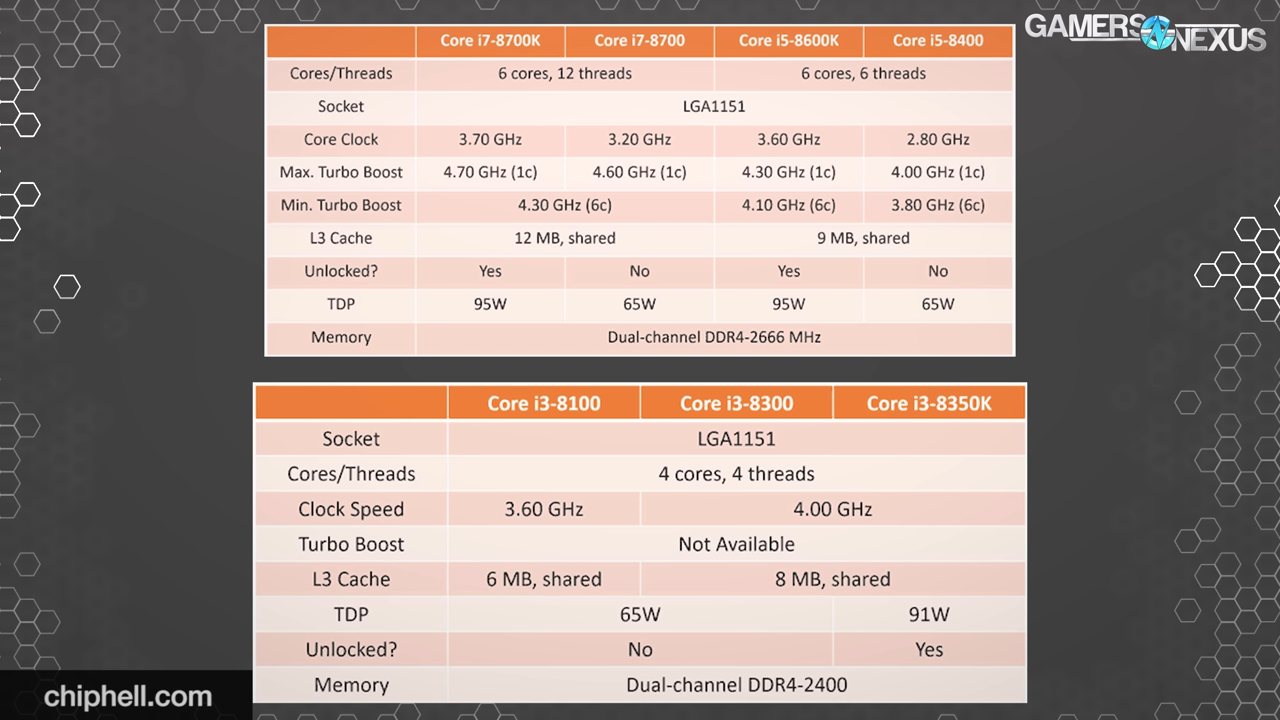 GAMERS NEXUS
Core i7-8700K Core i7-8700 Core i5-8600K Core i5-8400
Cores/Threads 6 cores, 12 threads 6 cores, 6 threads
Socket LGA1151
Core Clock 3.70 GHz 3.20 GHz 3.60 GHz 2.80 GHz
Max. Turbo Boost 4.70 GHz (1c) 4.60 GHz (1c) 4.30 GHz (1c) 4.00 GHz (1c)
Min. Turbo Boost 4.30 GHz (6c) 4.10 GHz (6c) 3.80 GHz (6c)
L3 Cache 12 MB, shared 9 MB, shared
Unlocked? Yes No Yes No
TDP 95W 65W 95W 65W
Memory Dual-channel DDR4-2666 MHz
Core i3-8100 Core i3-8300 Core i3-8350K
Socket LGA1151
Cores/Threads 4 cores, 4 threads
Clock Speed 3.60 GHz 4.00 GHz
Turbo Boost Not Available
L3 Cache 6 MB, shared 8 MB, shared
TDP 65W 91W
Unlocked? No Yes
Memory Dual-channel DDR4-2400
chiphell.com